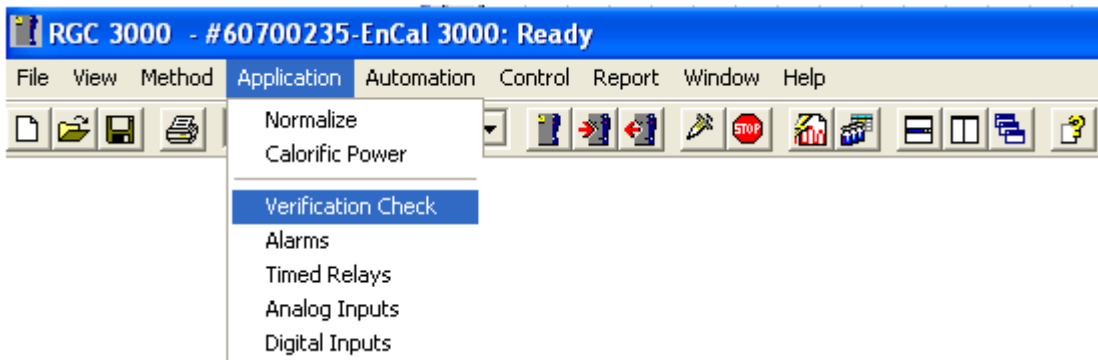 RGC 3000 - #60700235-EnCal 3000: Ready
File View Method Application Automation Control Report Window Help
Normalize
STOP
Calorific Power
Verification Check
Alarms
Timed Relays
Analog Inputs
Digital Inputs